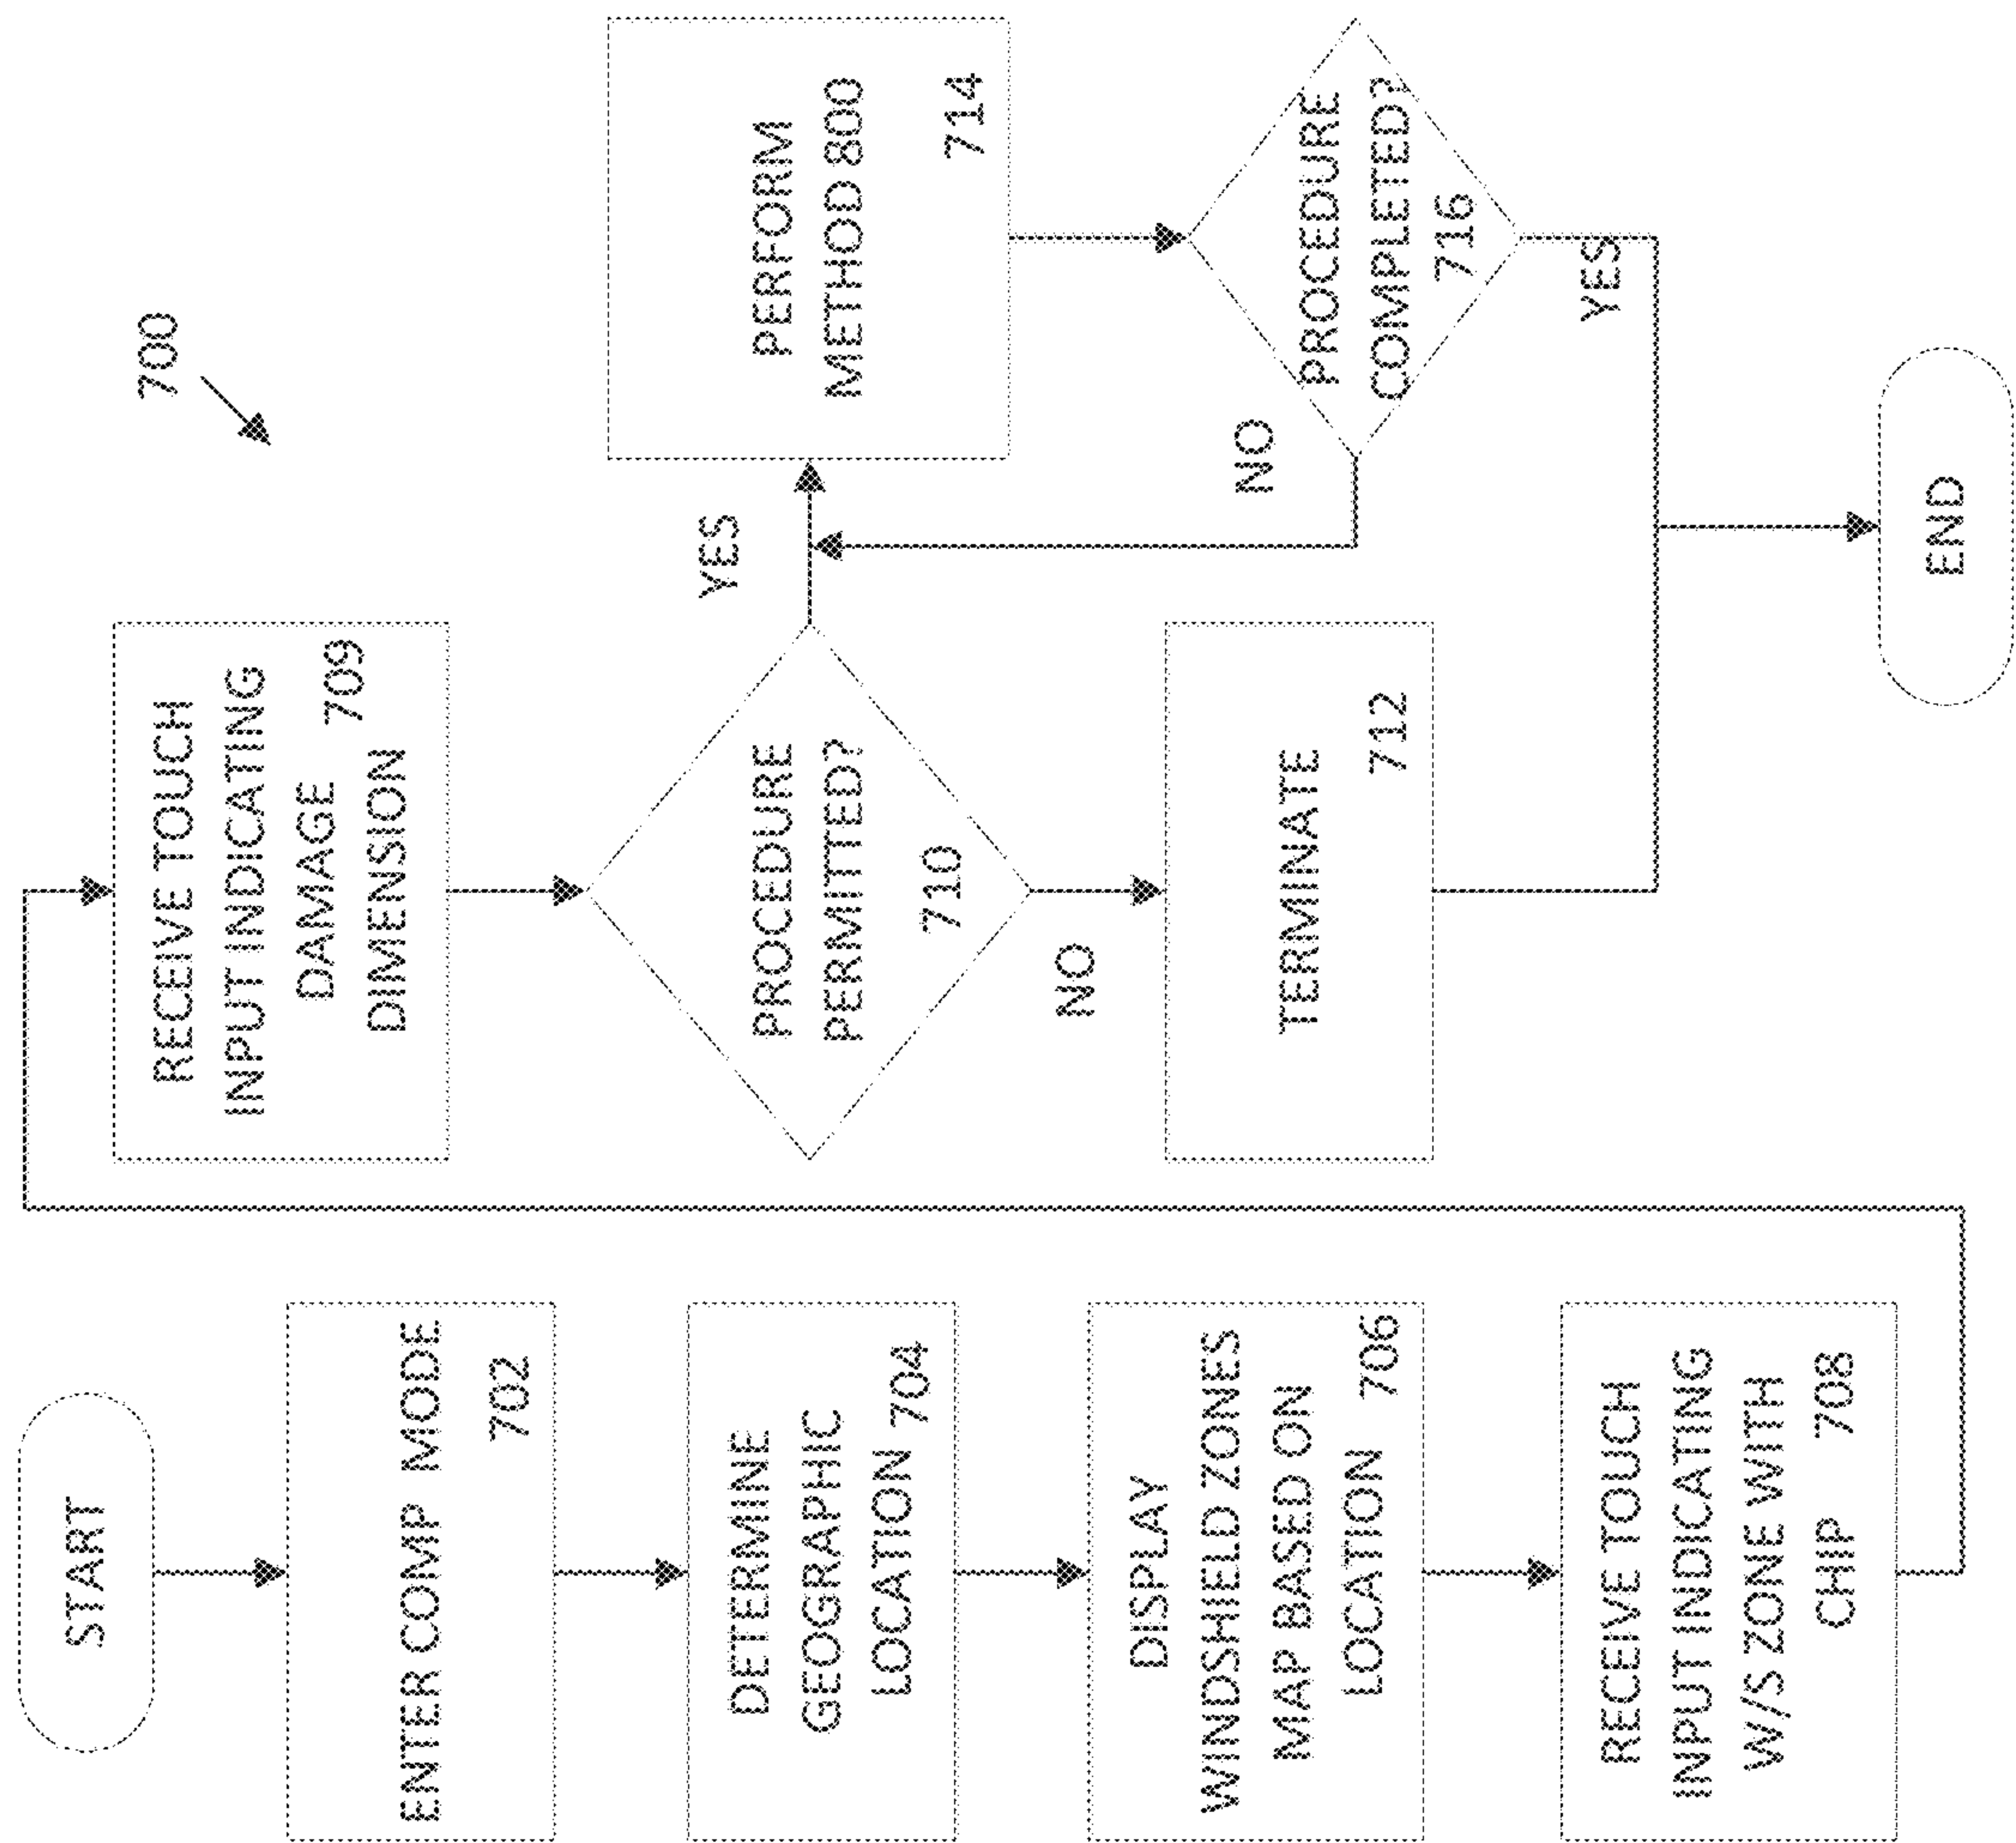 700
START
ENTER COMP MODE
702
DETERMINE
GEOGRAPHIC
LOCATION 704
DISPLAY
WINDSHIELD ZONES
MAP BASED ON
LOCATION 706
RECEIVE TOUCH
INPUT INDICATING
W/S ZONE WITH
CHIP 708
RECEIVE TOUCH
INPUT INDICATING
DAMAGE 709
DIMENSION
PROCEDURE
PERMITTED?
710
YES
NO
TERMINATE
712
PERFORM
METHOD 800
714
PROCEDURE
COMPLETED?
716
NO
YES
END